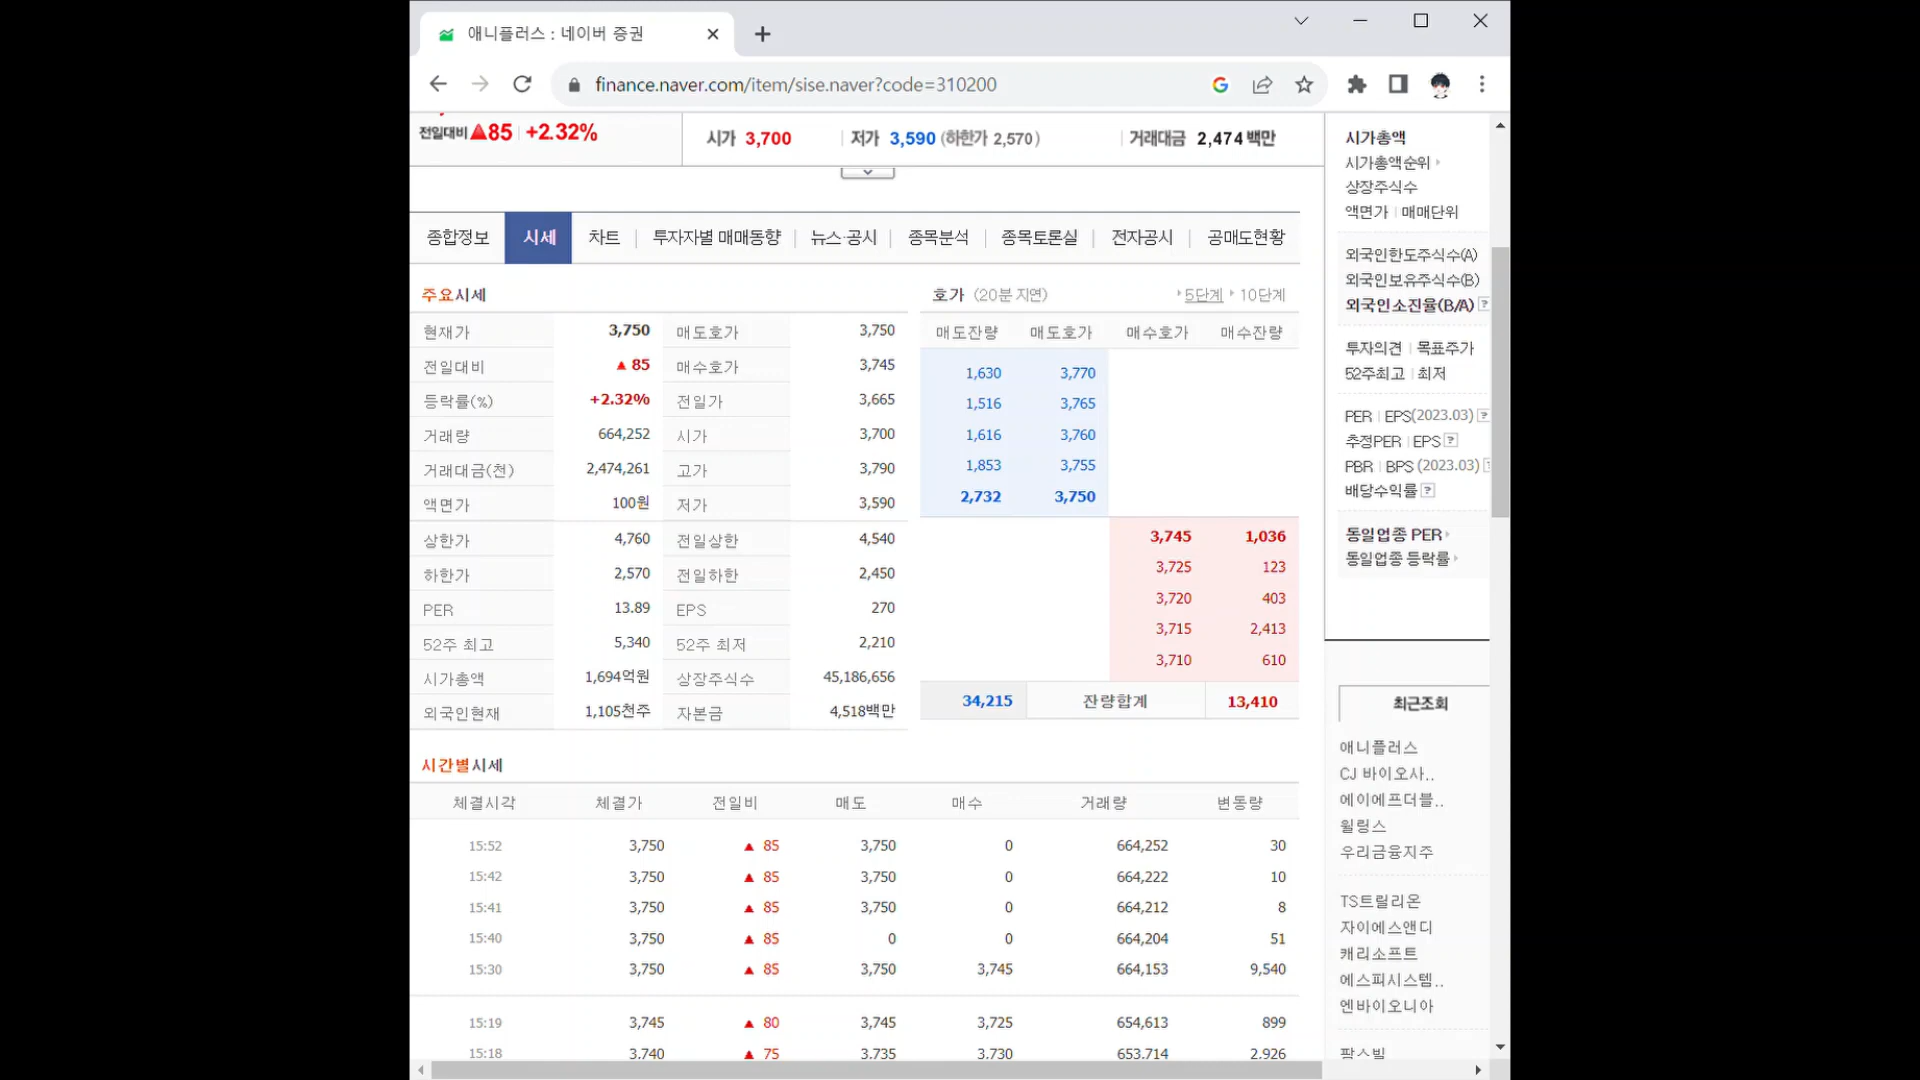 애니플러스 : 네이버 증권
finance.naver.com/item/sise.naver?code=310200
전일대비 ▲85 +2.32%
시가 3,700 저가 3,590 (하한가 2,570) 거래대금 2,474 백만
종합정보 시세 차트 투자자별 매매동향 뉴스·공시 종목분석 종목토론실 전자공시 공매도현황
주요시세
현재가 3,750 매도호가 3,750
전일대비 ▲ 85 매수호가 3,745
등락률(%) +2.32% 전일가 3,665
거래량 664,252 시가 3,700
거래대금(천) 2,474,261 고가 3,790
액면가 100원 저가 3,590
상한가 4,760 전일상한 4,540
하한가 2,570 전일하한 2,450
PER 13.89 EPS 270
52주 최고 5,340 52주 최저 2,210
시가총액 1,694억원 상장주식수 45,186,656
외국인현재 1,105천주 자본금 4,518백만
호가 (20분 지연) 5단계 10단계
매도잔량 매도호가 매수호가 매수잔량
1,630 3,770
1,516 3,765
1,616 3,760
1,853 3,755
2,732 3,750
3,745 1,036
3,725 123
3,720 403
3,715 2,413
3,710 610
34,215 잔량합계 13,410
시간별시세
체결시각 체결가 전일비 매도 매수 거래량 변동량
15:52 3,750 ▲ 85 3,750 0 664,252 30
15:42 3,750 ▲ 85 3,750 0 664,222 10
15:41 3,750 ▲ 85 3,750 0 664,212 8
15:40 3,750 ▲ 85 0 0 664,204 51
15:30 3,750 ▲ 85 3,750 3,745 664,153 9,540
15:19 3,745 ▲ 80 3,745 3,725 654,613 899
15:18 3,740 ▲ 75 3,735 3,730 653,714 2,926
시가총액
시가총액순위
상장주식수
액면가 매매단위
외국인한도주식수(A)
외국인보유주식수(B)
외국인소진율(B/A) ?
투자의견 목표주가
52주최고 최저
PER EPS(2023.03) ?
추정PER EPS ?
PBR BPS (2023.03) ?
배당수익률 ?
동일업종 PER
동일업종 등락률
최근조회
애니플러스
CJ 바이오사..
에이에프더블..
윌링스
우리금융지주
TS트릴리온
자이에스앤디
캐리소프트
에스피시스템..
엔바이오니아
팜스빌